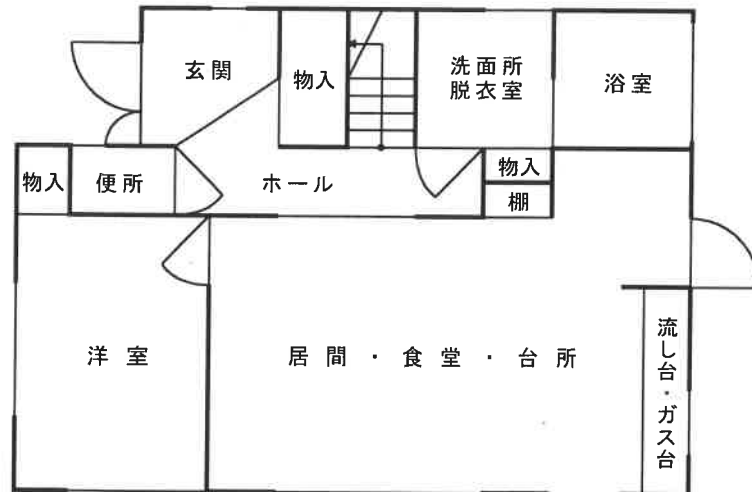 玄関
物入
洗面所
脱衣室
浴室
物入
便所
ホール
物入
棚
洋室
居間・食堂・台所
流し台・ガス台